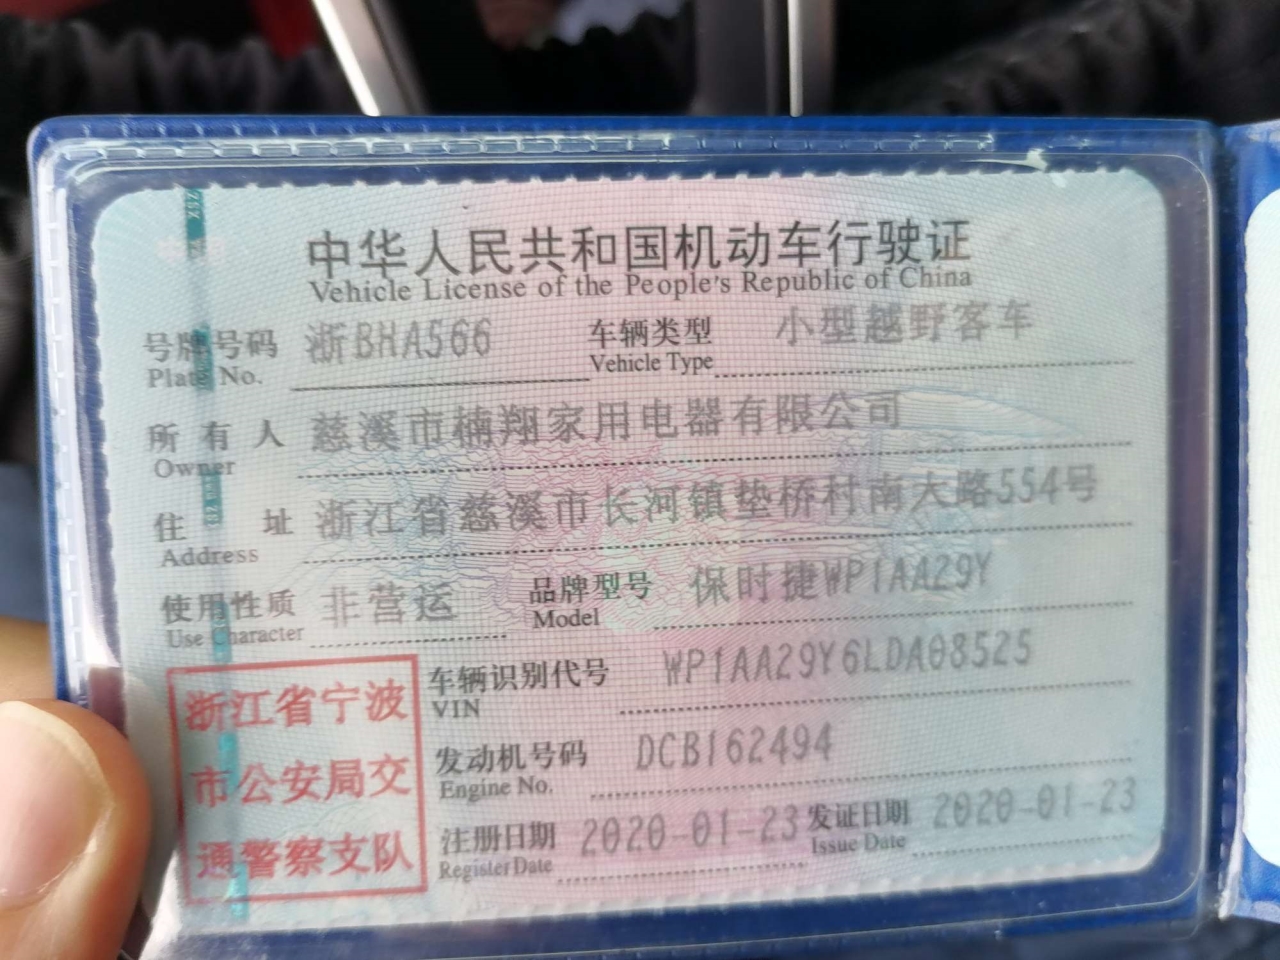 中华人民共和国机动车行驶证
Vehicle License of the People's Republic of China
号牌号码 浙BHA566 车辆类型 小型越野客车
Plate No. Vehicle Type
所有人 慈溪市楠翔家用电器有限公司
Owner
住址 浙江省慈溪市长河镇垫桥村南大路554号
Address
使用性质 非营运 品牌型号 保时捷WP1AA29Y
Use Character Model
浙江省宁波
市公安局交
通警察支队
车辆识别代号 WP1AA29Y6LDA08525
VIN
发动机号码 DCB162494
Engine No.
注册日期 2020-01-23 发证日期 2020-01-23
Register Date Issue Date